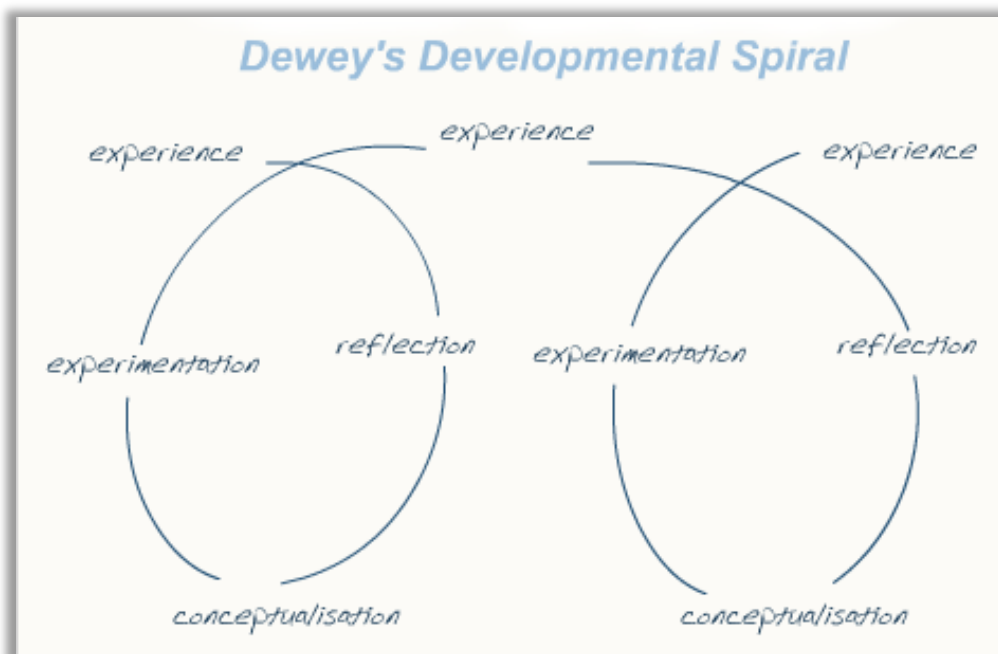 Dewey's Developmental Spiral
experience
experience
experience
experimentation
reflection
experimentation
reflection
conceptualisation
conceptualisation